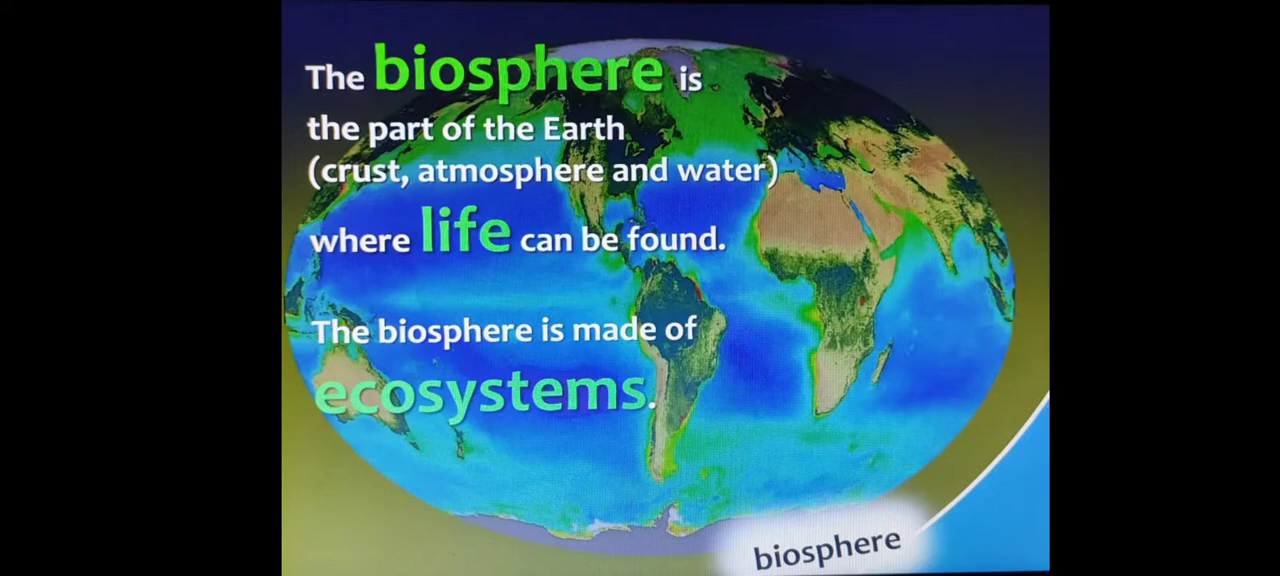 The biosphere is
the part of the Earth
(crust, atmosphere and water)
where life can be found.
The biosphere is made of
ecosystems.
biosphere